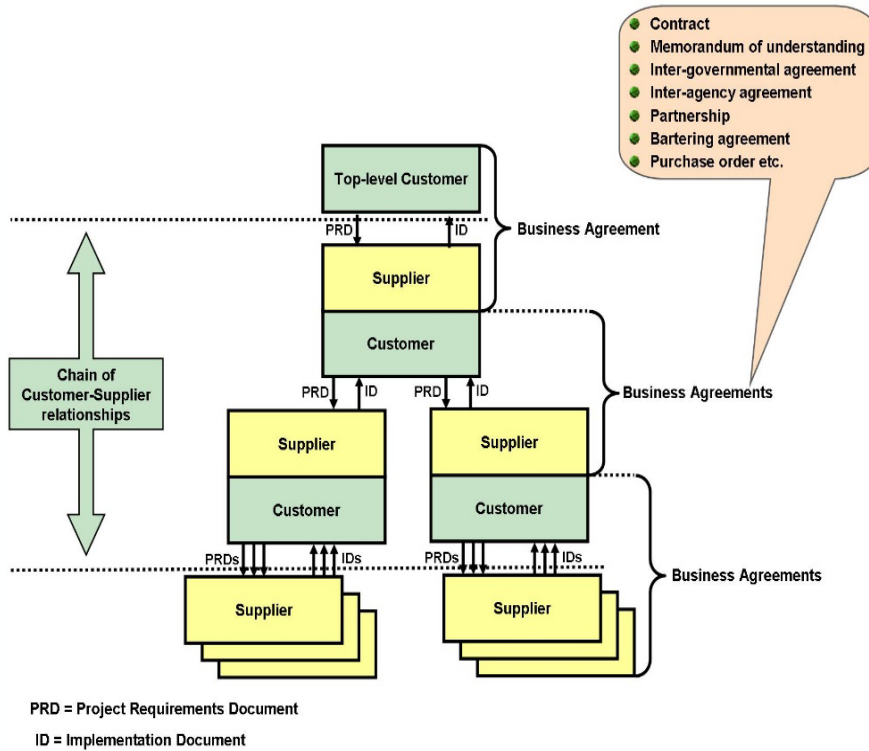 Contract
Memorandum of understanding
Inter-governmental agreement
Inter-agency agreement
Partnership
Bartering agreement
Purchase order etc.
Top-level Customer
PRD
ID
Business Agreement
Supplier
Customer
PRD
ID
PRD
ID
Chain of
Customer-Supplier
relationships
Business Agreements
Supplier
Supplier
Customer
Customer
PRDs
IDs
PRDs
IDs
Business Agreements
Supplier
Supplier
PRD = Project Requirements Document
ID = Implementation Document